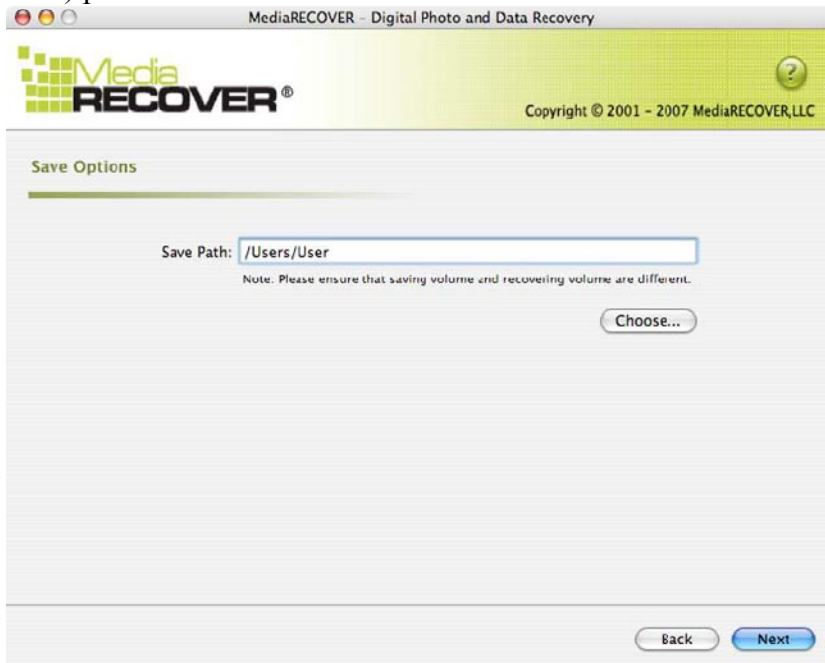 MediaRECOVER – Digital Photo and Data Recovery
Media
RECOVER®
?
Copyright © 2001 – 2007 MediaRECOVER,LLC
Save Options
Save Path: /Users/User
Note. Please ensure that saving volume and recovering volume are different.
Choose...
Back Next